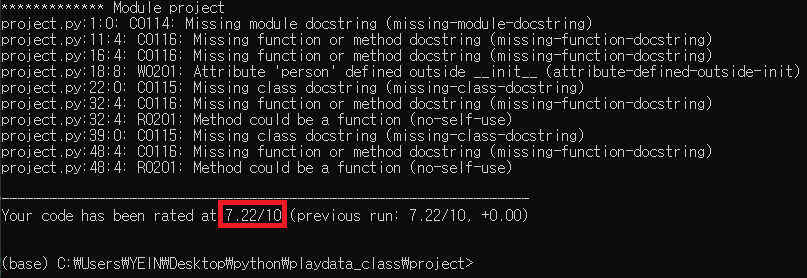 ************* Module project
project.py:1:0: C0114: Missing module docstring (missing-module-docstring)
project.py:11:4: C0116: Missing function or method docstring (missing-function-docstring)
project.py:16:4: C0116: Missing function or method docstring (missing-function-docstring)
project.py:18:8: W0201: Attribute 'person' defined outside __init__ (attribute-defined-outside-init)
project.py:22:0: C0115: Missing class docstring (missing-class-docstring)
project.py:32:4: C0116: Missing function or method docstring (missing-function-docstring)
project.py:32:4: R0201: Method could be a function (no-self-use)
project.py:39:0: C0115: Missing class docstring (missing-class-docstring)
project.py:48:4: C0116: Missing function or method docstring (missing-function-docstring)
project.py:48:4: R0201: Method could be a function (no-self-use)
------------------------------------------------------------------
Your code has been rated at 7.22/10 (previous run: 7.22/10, +0.00)
(base) C:₩Users₩YEIN₩Desktop₩python₩playdata_class₩project>